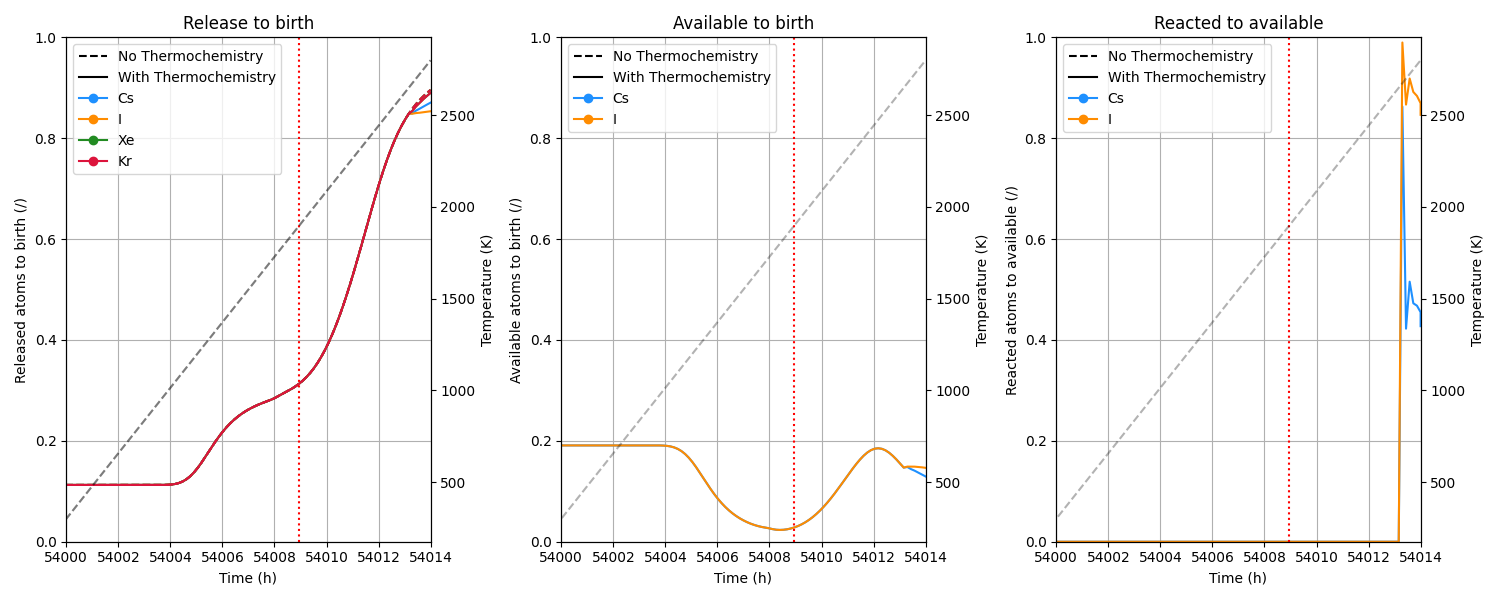 Release to birth
No Thermochemistry
With Thermochemistry
Cs
I
Xe
Kr
1.0
0.8
0.6
0.4
0.2
0.0
Released atoms to birth (/)
54000 54002 54004 54006 54008 54010 54012 54014
Time (h)
2500
2000
1500
1000
500
Temperature (K)
Available to birth
No Thermochemistry
With Thermochemistry
Cs
I
1.0
0.8
0.6
0.4
0.2
0.0
Available atoms to birth (/)
54000 54002 54004 54006 54008 54010 54012 54014
Time (h)
2500
2000
1500
1000
500
Temperature (K)
Reacted to available
No Thermochemistry
With Thermochemistry
Cs
I
1.0
0.8
0.6
0.4
0.2
0.0
Reacted atoms to available (/)
54000 54002 54004 54006 54008 54010 54012 54014
Time (h)
2500
2000
1500
1000
500
Temperature (K)